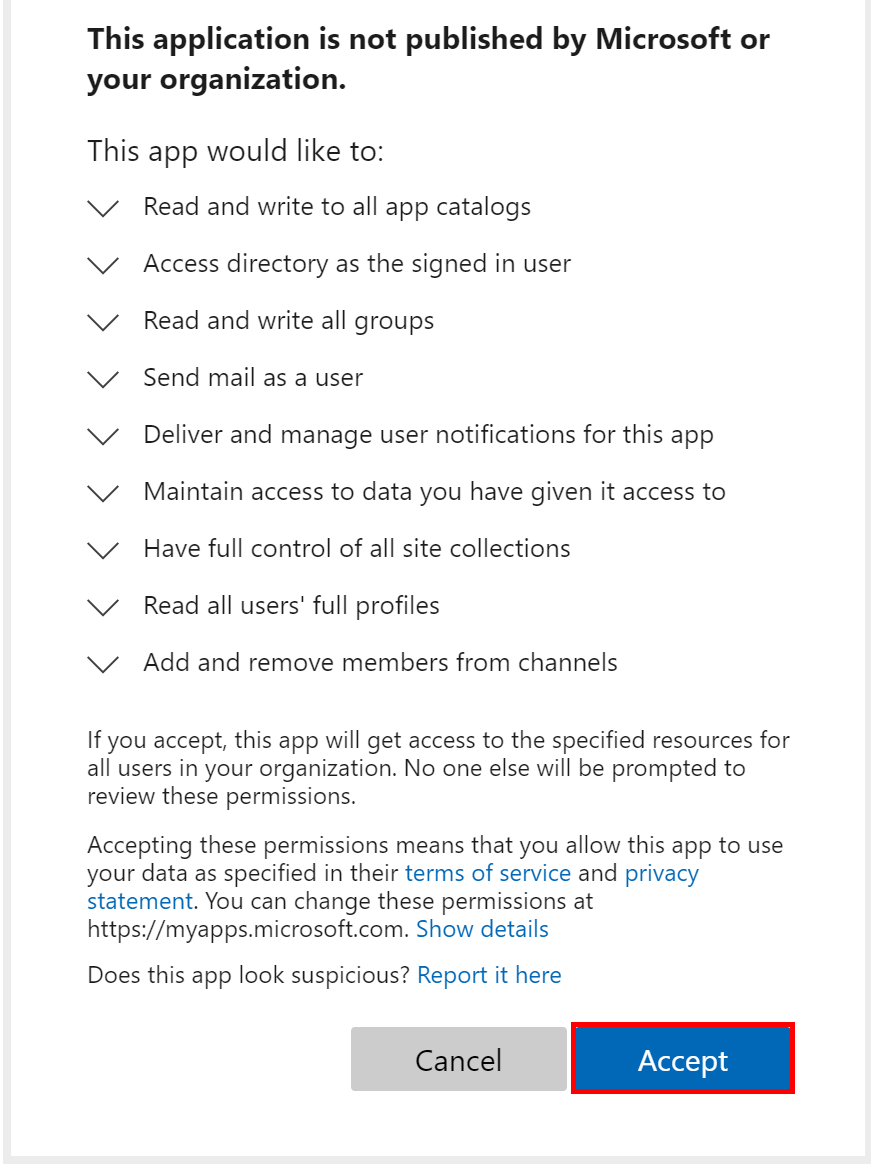 This application is not published by Microsoft or
your organization.
This app would like to:
Read and write to all app catalogs
Access directory as the signed in user
Read and write all groups
Send mail as a user
Deliver and manage user notifications for this app
Maintain access to data you have given it access to
Have full control of all site collections
Read all users' full profiles
Add and remove members from channels
If you accept, this app will get access to the specified resources for
all users in your organization. No one else will be prompted to
review these permissions.
Accepting these permissions means that you allow this app to use
your data as specified in their terms of service and privacy
statement. You can change these permissions at
https://myapps.microsoft.com. Show details
Does this app look suspicious? Report it here
Cancel
Accept